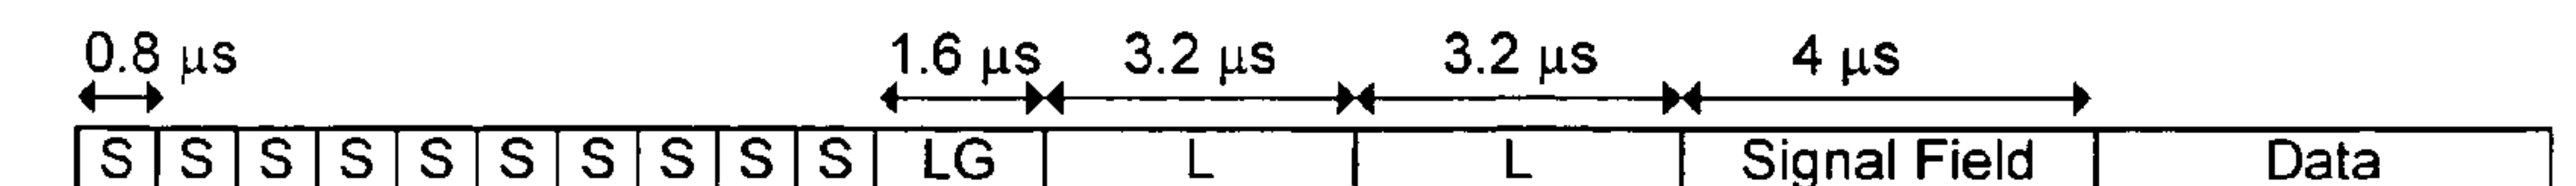 0.8 μs 1.6 μs 3.2 μs 3.2 μs 4 μs
S S S S S S S S S S LG L L Signal Field Data